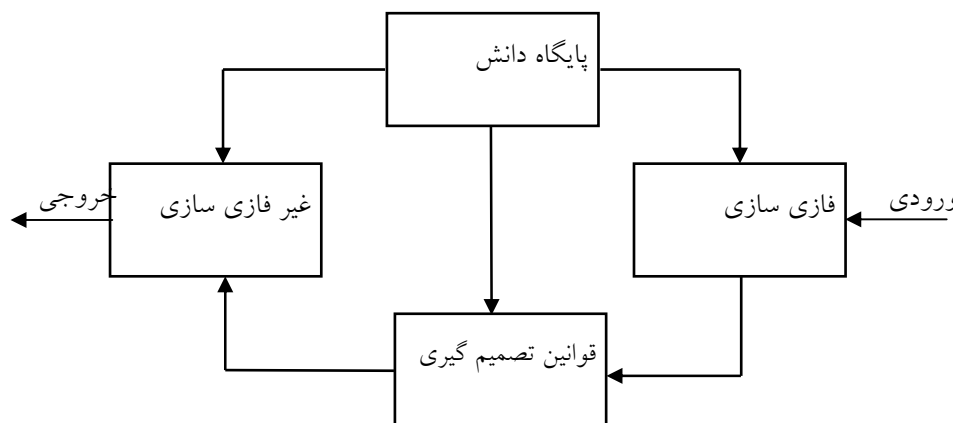 پایگاه دانش
ورودی
فازی سازی
غیر فازی سازی
خروجی
قوانین تصمیم گیری